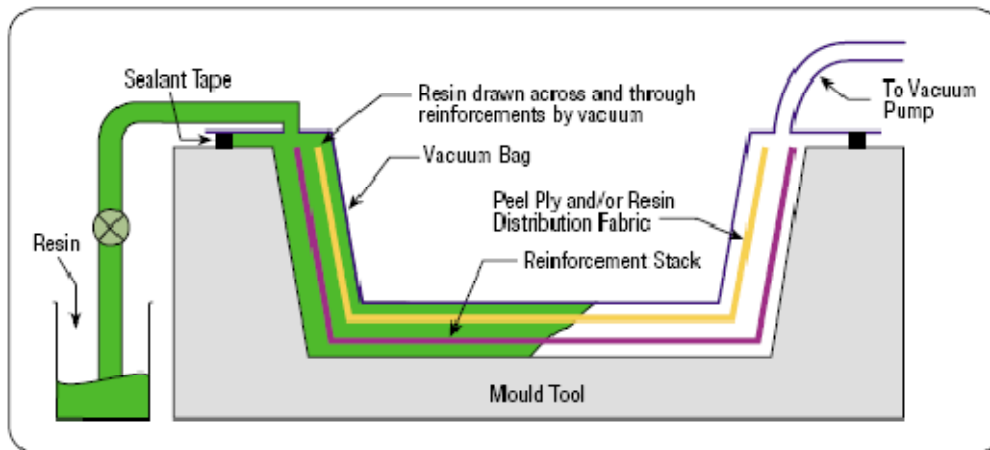 Sealant Tape
Resin drawn across and through
reinforcements by vacuum
To Vacuum
Pump
Vacuum Bag
Peel Ply and/or Resin
Distribution Fabric
Resin
Reinforcement Stack
Mould Tool